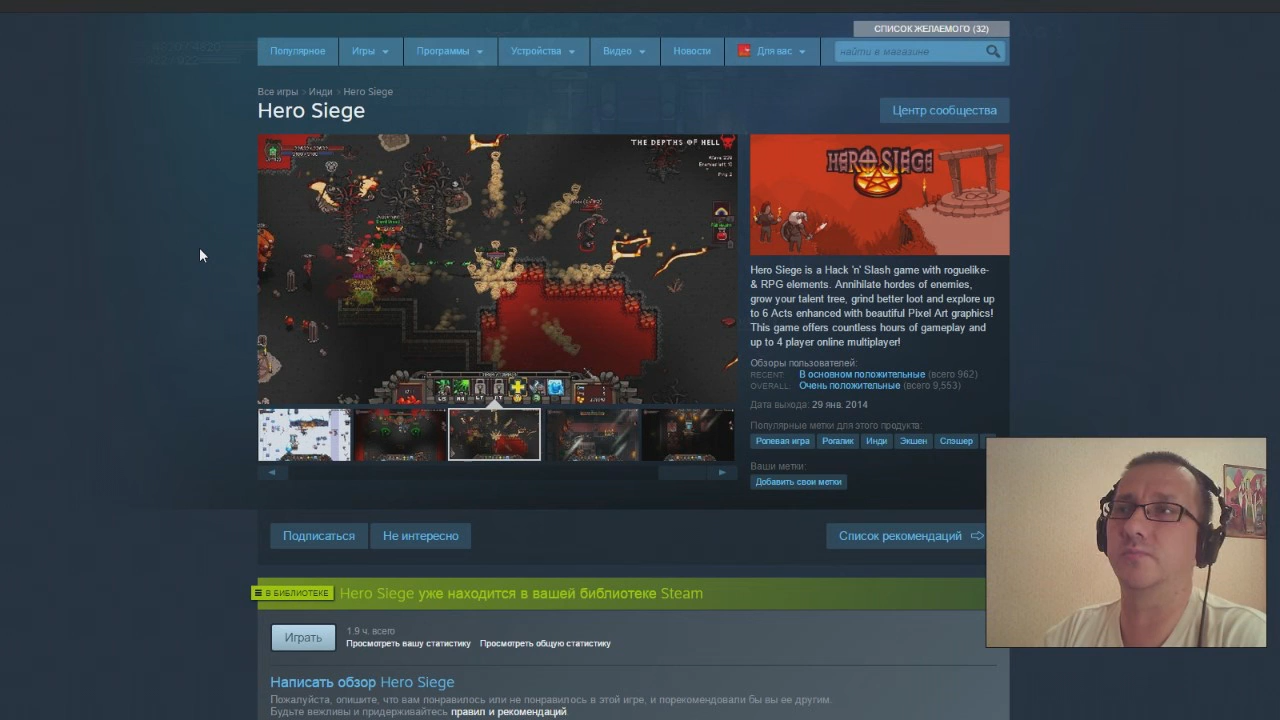 СПИСОК ЖЕЛАЕМОГО (32)
Популярное Игры Программы Устройства Видео Новости Для вас найти в магазине
Все игры > Инди > Hero Siege
Hero Siege
Центр сообщества
THE DEPTHS OF HELL
HERO SIEGE
Hero Siege is a Hack 'n' Slash game with roguelike-
& RPG elements. Annihilate hordes of enemies,
grow your talent tree, grind better loot and explore up
to 6 Acts enhanced with beautiful Pixel Art graphics!
This game offers countless hours of gameplay and
up to 4 player online multiplayer!
Обзоры пользователей:
RECENT: В основном положительные (всего 962)
OVERALL: Очень положительные (всего 9,553)
Дата выхода: 29 янв. 2014
Популярные метки для этого продукта:
Ролевая игра Рогалик Инди Экшен Слэшер
Ваши метки:
Добавить свои метки
Подписаться Не интересно Список рекомендаций
В БИБЛИОТЕКЕ Hero Siege уже находится в вашей библиотеке Steam
Играть
1.9 ч. всего
Просмотреть вашу статистику Просмотреть общую статистику
Написать обзор Hero Siege
Пожалуйста, опишите, что вам понравилось или не понравилось в этой игре, и порекомендовали бы вы ее другим.
Будьте вежливы и придерживайтесь правил и рекомендаций